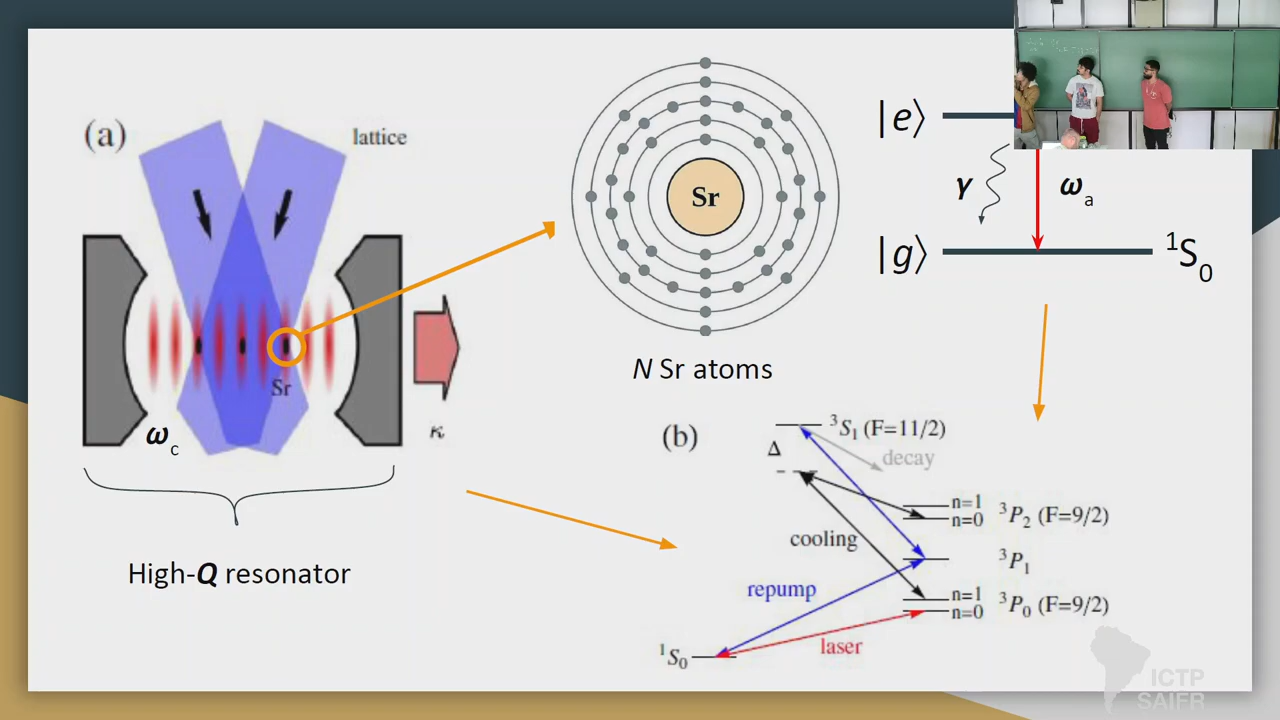 (a)
lattice
Sr
ω_c
κ
High-Q resonator
Sr
N Sr atoms
|e⟩
γ
ω_a
|g⟩
¹S₀
(b)
³S₁ (F=11/2)
Δ
decay
n=1
n=0
³P₂ (F=9/2)
cooling
³P₁
repump
n=1
n=0
³P₀ (F=9/2)
laser
¹S₀
ICTP
SAIFR